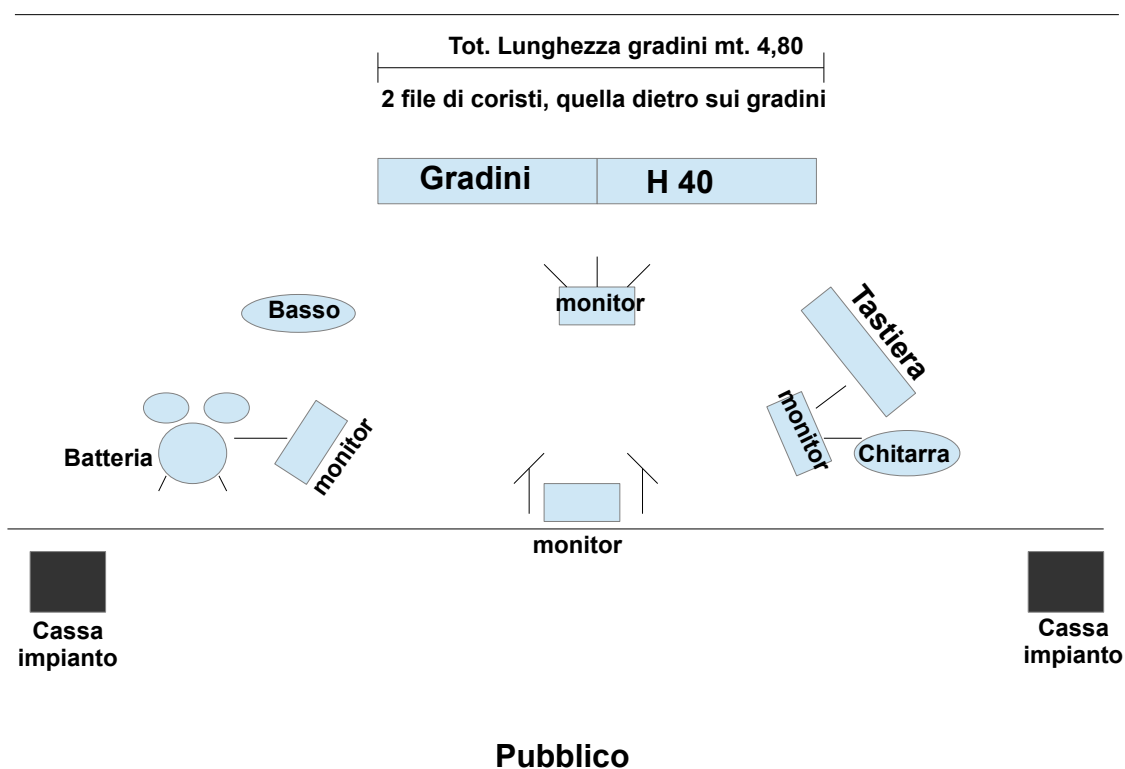 Tot. Lunghezza gradini mt. 4,80
2 file di coristi, quella dietro sui gradini
Gradini
H 40
Basso
monitor
Tastiera
Batteria
monitor
monitor
Chitarra
monitor
Cassa
impianto
Cassa
impianto
Pubblico